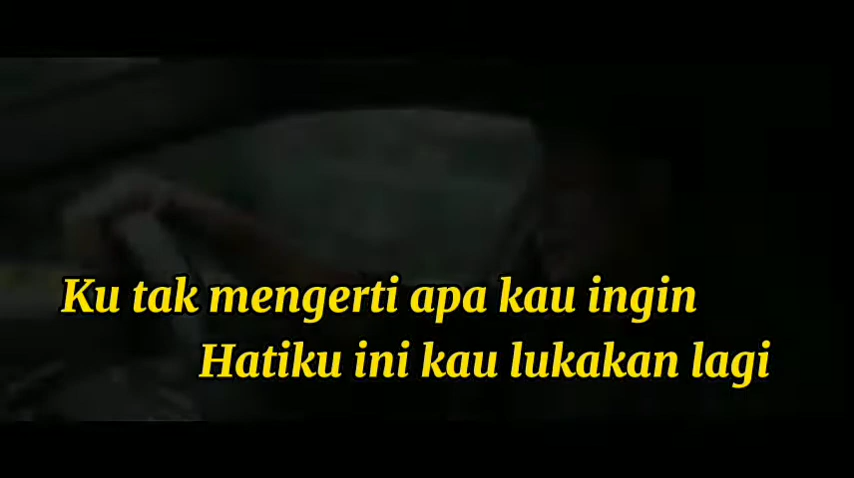 Ku tak mengerti apa kau ingin
Hatiku ini kau lukakan lagi